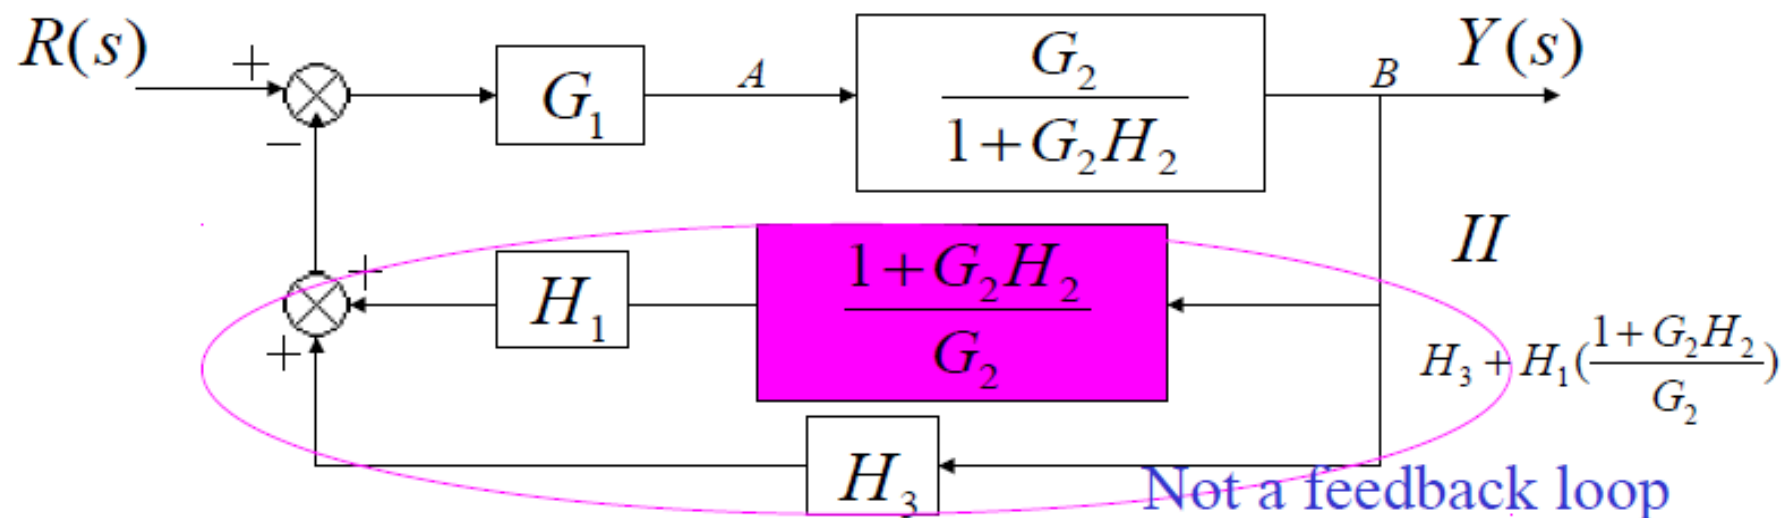 R(s)
+
−
G₁
A
G₂
1+G₂H₂
B
Y(s)
+
+
H₁
1+G₂H₂
G₂
II
H₃ + H₁(1+G₂H₂
G₂)
H₃
Not a feedback loop